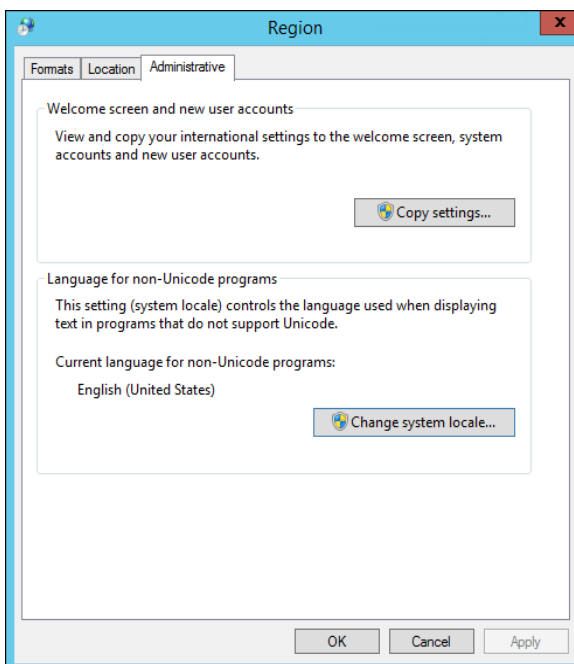 Region
x
Formats Location Administrative
Welcome screen and new user accounts
View and copy your international settings to the welcome screen, system
accounts and new user accounts.
Copy settings...
Language for non-Unicode programs
This setting (system locale) controls the language used when displaying
text in programs that do not support Unicode.
Current language for non-Unicode programs:
English (United States)
Change system locale...
OK Cancel Apply